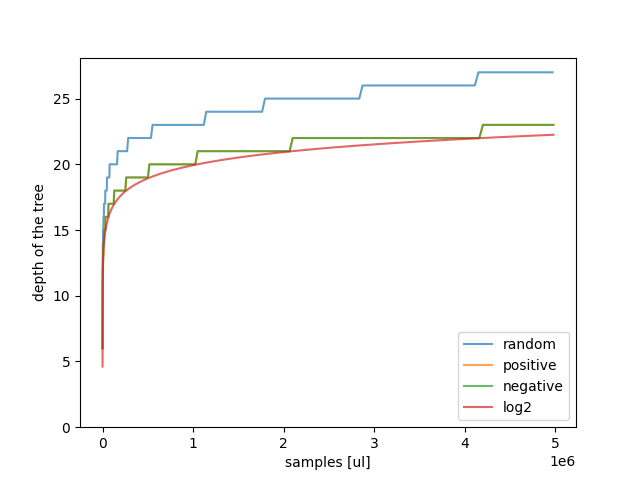 25
20
15
10
5
0
depth of the tree
random
positive
negative
log2
0 1 2 3 4 5
1e6
samples [ul]